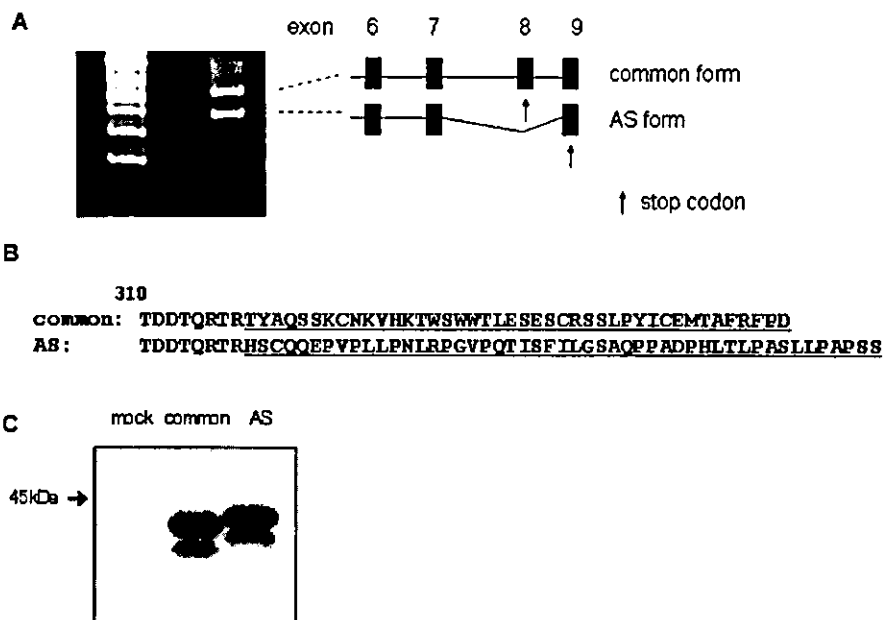 A
exon 6 7 8 9
common form
AS form
↑ stop codon
B
310
common: TDDTQRTRTYAQSSKCNKVHKTWSWWTLESESCRSSLPYICEMTAFRFPD
AS: TDDTQRTRHSCQQEPVPLLPNLRPGVPQTISFILGSAQPPADPHLTLPASLLPAPSS
C
mock common AS
45kDa →